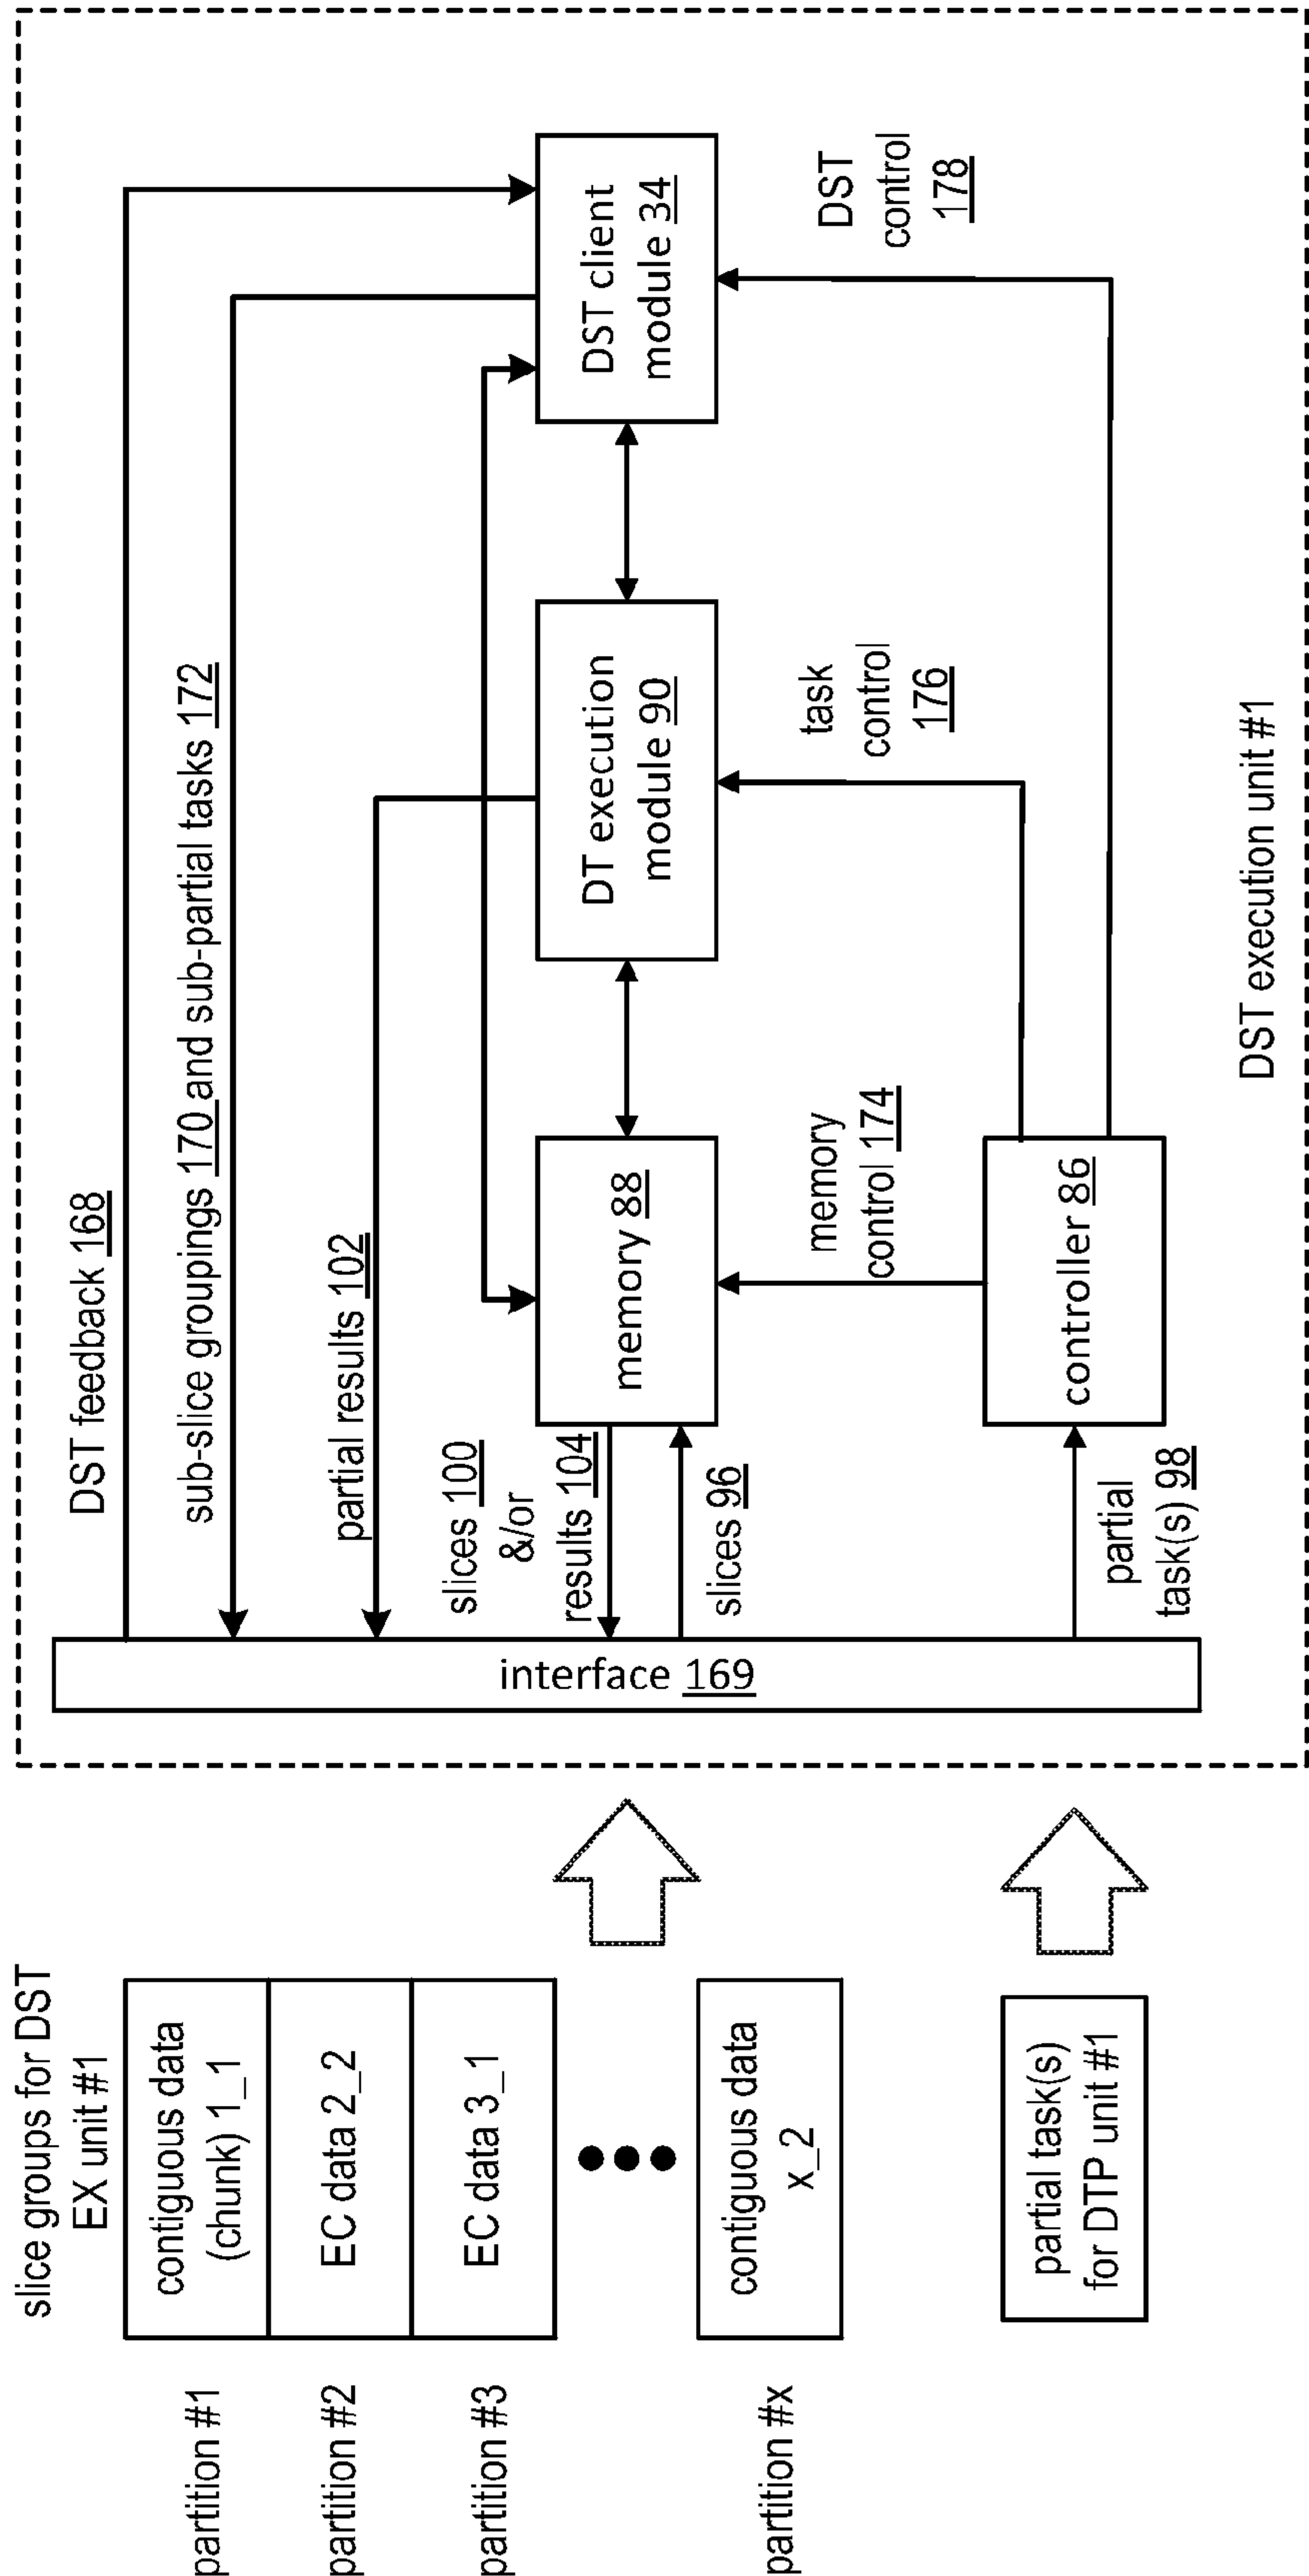 slice groups for DST
EX unit #1
partition #1
contiguous data
(chunk) 1_1
partition #2
EC data 2_2
partition #3
EC data 3_1
partition #x
contiguous data
x_2
partial task(s)
for DTP unit #1
interface 169
DST feedback 168
sub-slice groupings 170 and sub-partial tasks 172
partial results 102
slices 100
&/or
results 104
slices 96
partial
task(s) 98
memory 88
DT execution
module 90
DST client
module 34
memory
control 174
task
control
176
DST
control
178
controller 86
DST execution unit #1